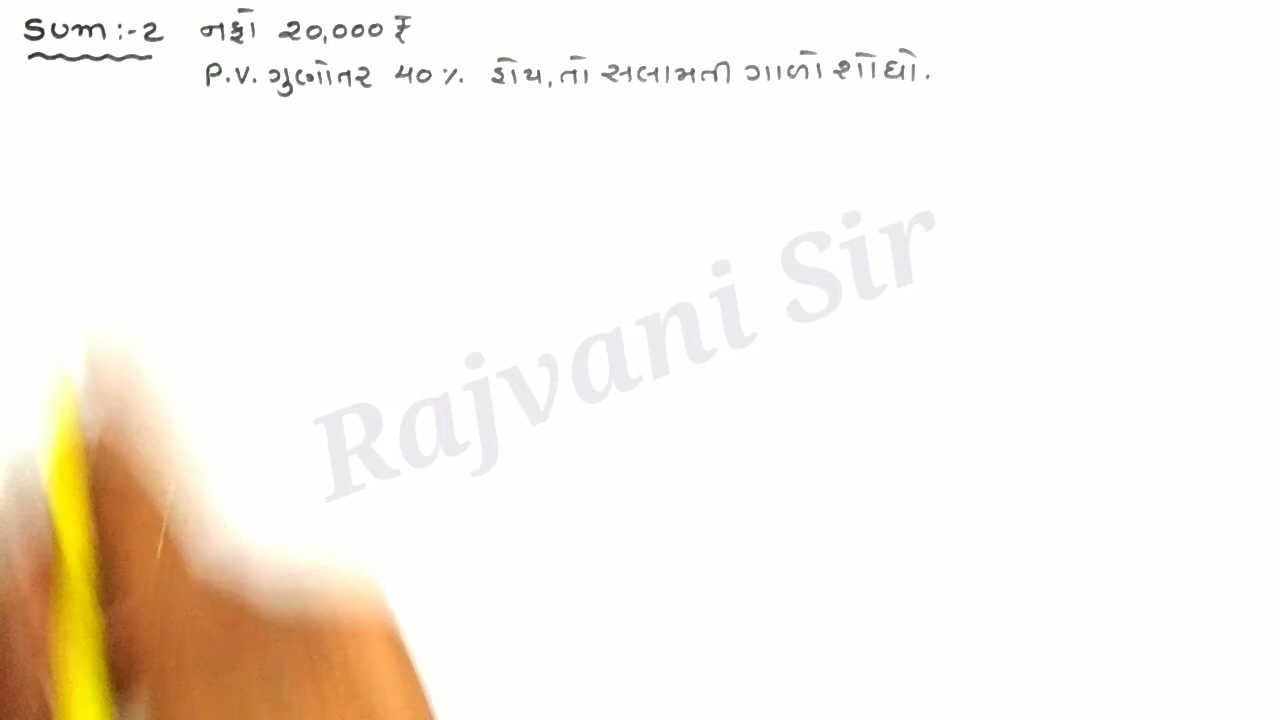 Sum :- 2 નફો 20,000 ₹
P.V. ગુણોતર 40 %. હોય, તો સલામતી ગાળો શોધો.
Rajvani Sir